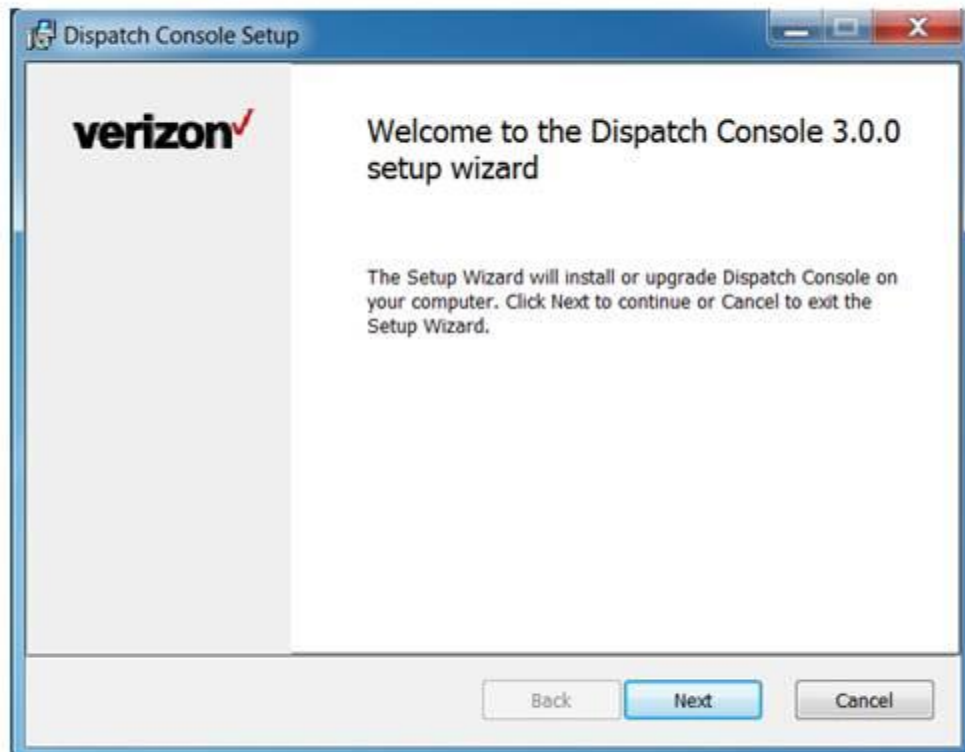 Dispatch Console Setup
verizon
Welcome to the Dispatch Console 3.0.0
setup wizard
The Setup Wizard will install or upgrade Dispatch Console on
your computer. Click Next to continue or Cancel to exit the
Setup Wizard.
Back
Next
Cancel